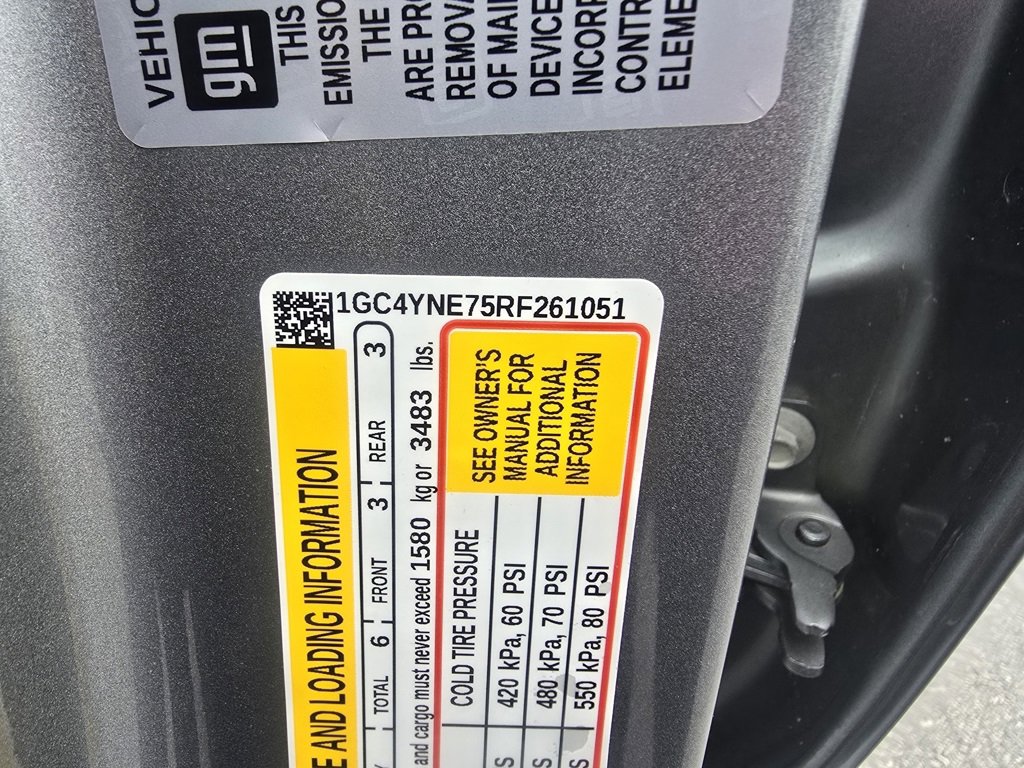 VEHIC
gm
THIS
EMISSION
THE
ARE PRO
REMOVA
OF MAIN
DEVICE
INCORR
CONTR
ELEME
1GC4YNE75RF261051
E AND LOADING INFORMATION
TOTAL 6 FRONT 3 REAR 3
and cargo must never exceed 1580 kg or 3483 lbs.
COLD TIRE PRESSURE
420 kPa, 60 PSI
480 kPa, 70 PSI
550 kPa, 80 PSI
SEE OWNER'S
MANUAL FOR
ADDITIONAL
INFORMATION